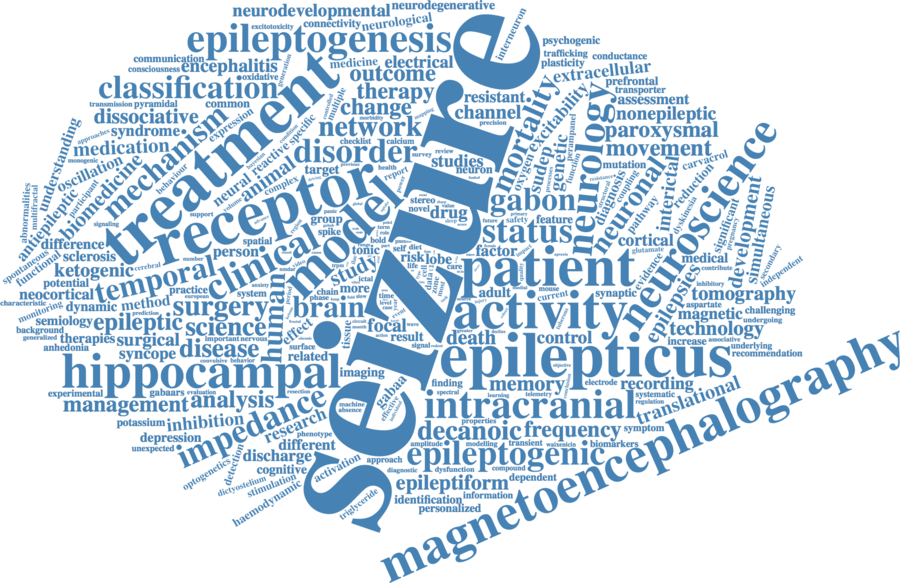 neurodevelopmental
neurodegenerative
excitotoxicity
connectivity
neurological
interneuron
epileptogenesis
seizure
psychogenic
communication
consciousness
encephalitis
oxidative
generation
medicine
electrical
trafficking
conductance
plasticity
classification
treatment
outcome
extracellular
prefrontal
transporter
transmission
pyramidal
common
therapy
resistant
mortality
excitability
assessment
dissociative
expression
multiple
change
channel
nonepileptic
syndrome
mechanism
network
precision
neurology
paroxysmal
understanding
approaches
medication
checklist
calcium
sudep
oxygen
genetic
perampanel
function
movement
monogenic
behaviour
neural
reactive
specific
disorder
survey
review
studies
neuron
mutation
carvacrol
oscillation
biomedicine
animal
target
health
report
interictal
reduction
abnormalities
multifractal
antiepileptic
participant
complex
receptor
stereo
novel
drug
gabon
diagnosis
neuronal
coupling
pathway
dyskinesia
neuroscience
spontaneous
functional
signaling
support
volume
model
group
spike
status
safety
feature
significant
pregnancy
development
simultaneous
difference
sclerosis
person
spatial
clinical
bold
tonic
self
diet
risk
lobe
factor
cortical
glutamate
evidence
medical
contribute
secondary
independent
ketogenic
cerebral
temporal
number
anxiety
study
ictal
life
cell
data
zone
care
patient
impact
epilepsies
potential
neocortical
practice
european
system
human
chain
phase
more
adult
mouse
current
synaptic
inhibitory
tomography
characteristic
monitoring
dynamic
method
surgery
brain
time
level
case
event
activity
aspartate
magnetic
challenging
semiology
prediction
epileptic
science
effect
tissue
focal
wave
undergoing
technology
background
generalized
therapies
surgical
important
nervous
surface
action
result
death
control
increase
associative
underlying
recommendation
anhedonia
syncope
disease
convulsive
behavior
related
signal
epilepticus
objective
hippocampal
imaging
finding
spectral
memory
electrode
recording
experimental
gabaars
evaluation
resection
gabaa
effective
individual
learning
telemetry
systematic
regulation
management
analysis
machine
absence
intracranial
translational
potassium
inhibition
impedance
research
properties
decanoic
frequency
symptom
depression
unexpected
phenotype
different
amplitude
modelling
transient
biomarkers
discharge
activation
approach
epileptogenic
optogenetics
detection
cognitive
diagnostic
dysfunction
compound
dependent
dictyostelium
stimulation
epileptiform
haemodynamic
triglyceride
identification
information
personalized
magnetoencephalography